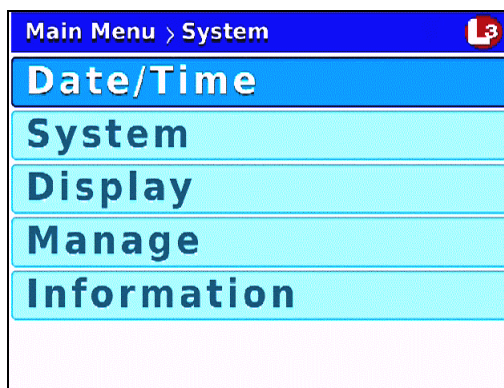 Main Menu > System
L3
Date/Time
System
Display
Manage
Information